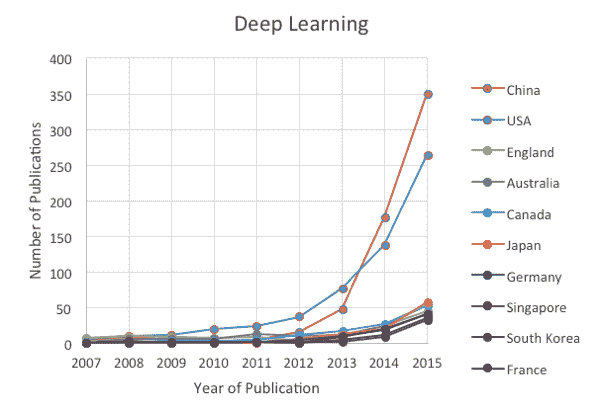 Deep Learning
400
350
300
250
200
150
100
50
0
Number of Publications
2007 2008 2009 2010 2011 2012 2013 2014 2015
Year of Publication
China
USA
England
Australia
Canada
Japan
Germany
Singapore
South Korea
France